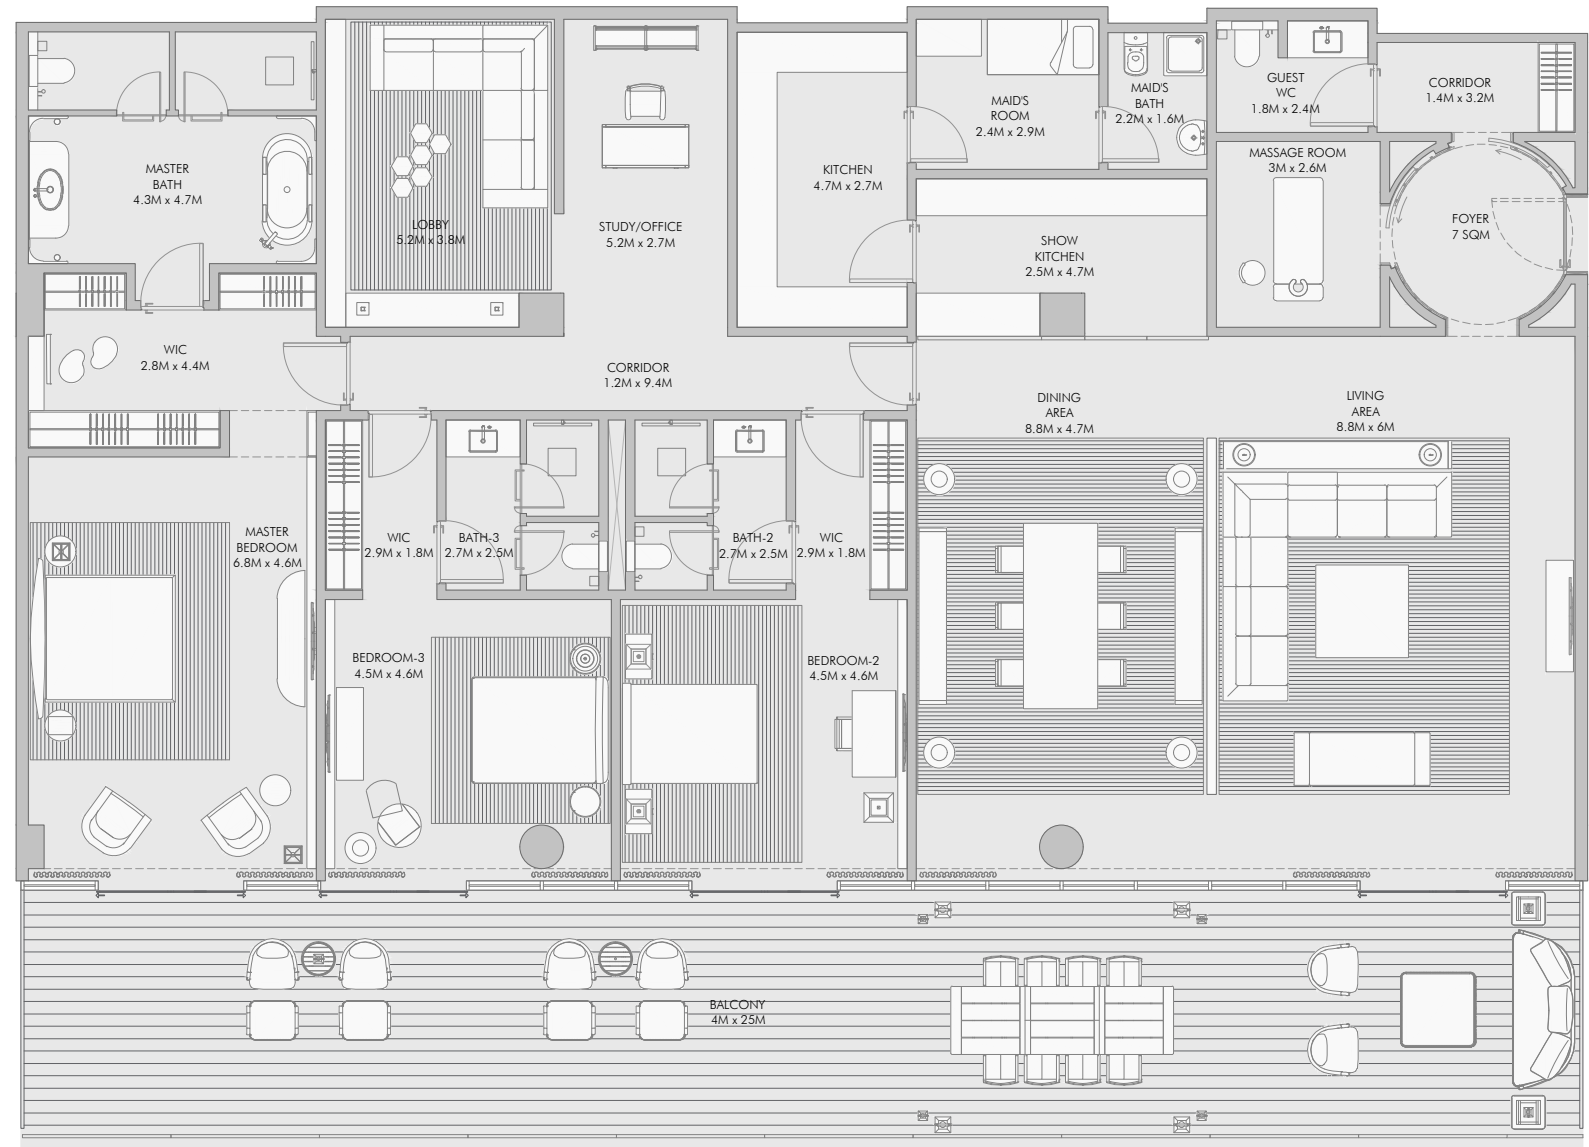 GUEST
WC
1.8M x 2.4M
CORRIDOR
1.4M x 3.2M
MAID'S
ROOM
2.4M x 2.9M
MAID'S
BATH
2.2M x 1.6M
MASSAGE ROOM
3M x 2.6M
MASTER
BATH
4.3M x 4.7M
KITCHEN
4.7M x 2.7M
LOBBY
5.2M x 3.8M
STUDY/OFFICE
5.2M x 2.7M
SHOW
KITCHEN
2.5M x 4.7M
FOYER
7 SQM
WIC
2.8M x 4.4M
CORRIDOR
1.2M x 9.4M
DINING
AREA
8.8M x 4.7M
LIVING
AREA
8.8M x 6M
MASTER
BEDROOM
6.8M x 4.6M
WIC
2.9M x 1.8M
BATH-3
2.7M x 2.5M
BATH-2
2.7M x 2.5M
WIC
2.9M x 1.8M
BEDROOM-3
4.5M x 4.6M
BEDROOM-2
4.5M x 4.6M
BALCONY
4M x 25M